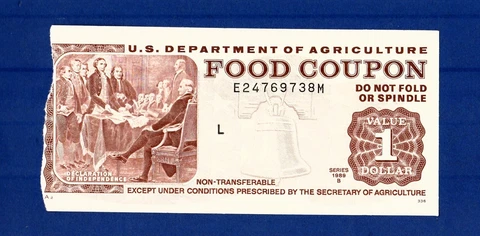 U.S. DEPARTMENT OF AGRICULTURE
FOOD COUPON
E24769738M
DO NOT FOLD
OR SPINDLE
L
VALUE
1
DOLLAR
DECLARATION
OF INDEPENDENCE
SERIES
1989
B
NON-TRANSFERABLE
EXCEPT UNDER CONDITIONS PRESCRIBED BY THE SECRETARY OF AGRICULTURE